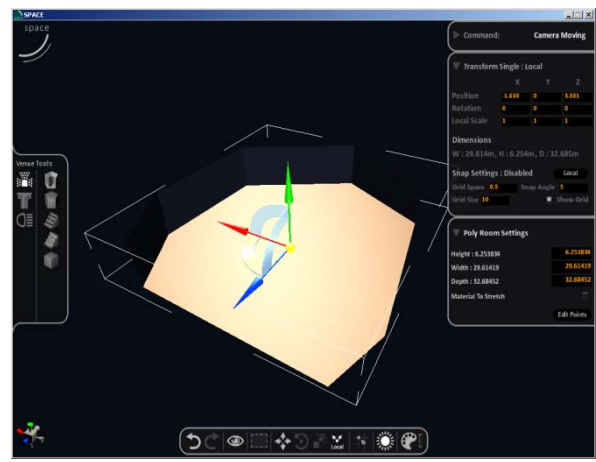 SPACE
space
Command: Camera Moving
Transform Single : Local
X Y Z
Position -1.630 0 3.501
Rotation 0 0 0
Local Scale 1 1 1
Dimensions
W : 29.614m, H : 6.254m, D : 32.685m
Snap Settings : Disabled Local
Grid Space 0.5 Snap Angle 5
Grid Size 10 Show Grid
Venue Tools
Poly Room Settings
Height : 6.253834 6.253834
Width : 29.61419 29.61419
Depth : 32.68452 32.68452
Material To Stretch
Edit Points
Local